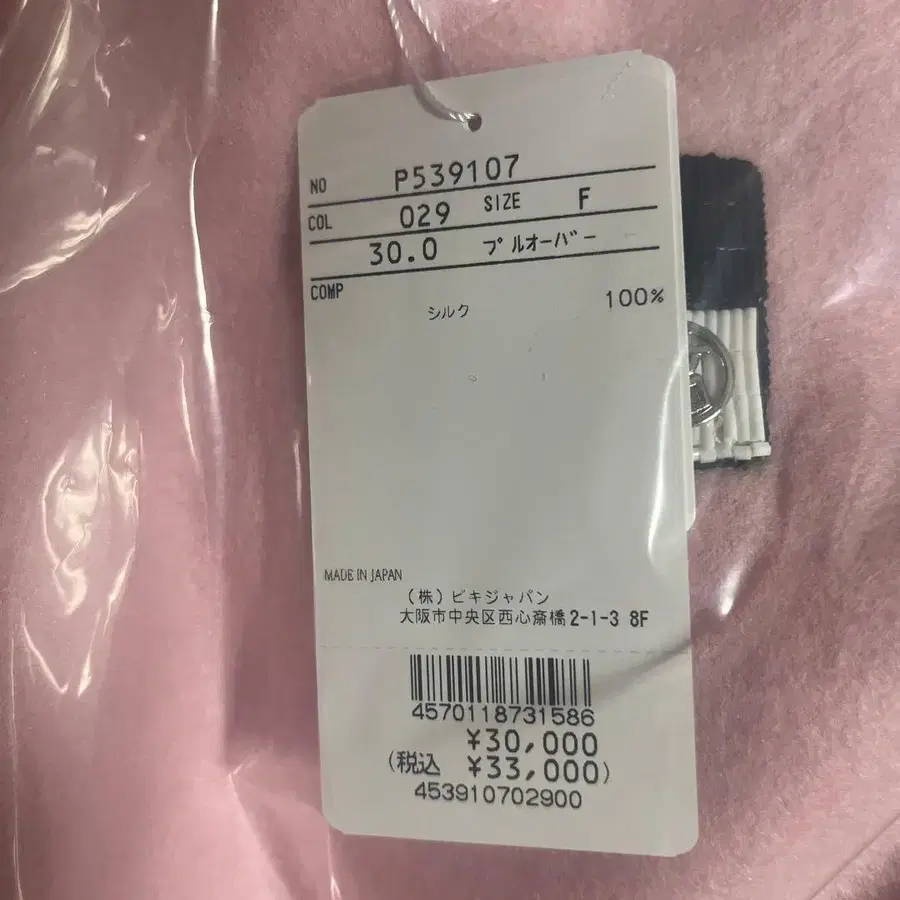 NO P539107
COL 029 SIZE F
30.0 プルオーバー
COMP
シルク 100%
MADE IN JAPAN
(株)ビキジャパン
大阪市中央区西心斎橋2-1-3 8F
4570118731586
¥30,000
(税込 ¥33,000)
453910702900